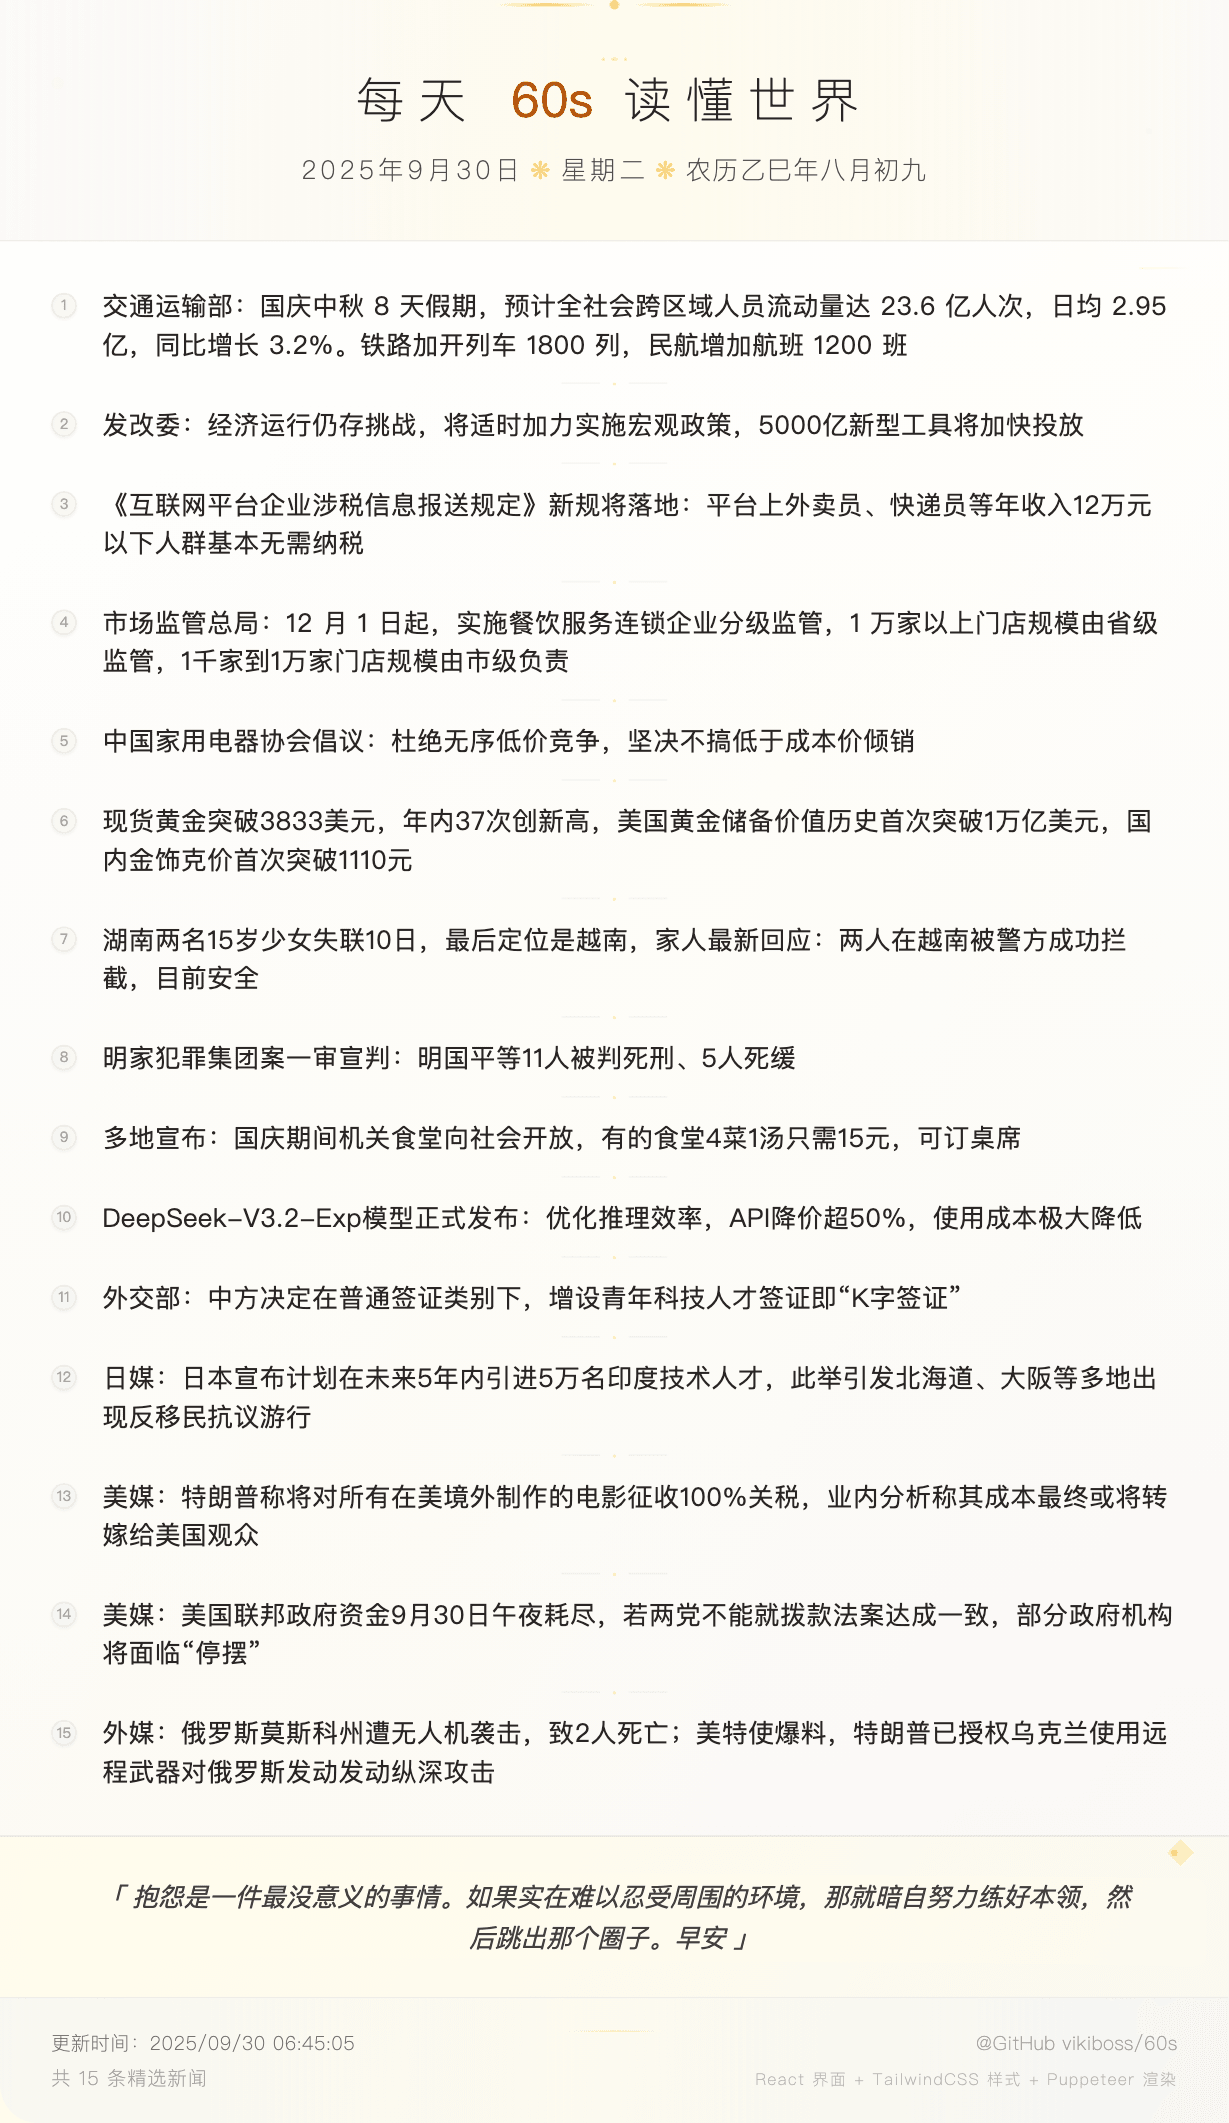 每天 60s 读懂世界
2025年9月30日 ❋ 星期二 ❋ 农历乙巳年八月初九
1 交通运输部：国庆中秋 8 天假期，预计全社会跨区域人员流动量达 23.6 亿人次，日均 2.95
亿，同比增长 3.2%。铁路加开列车 1800 列，民航增加航班 1200 班
2 发改委：经济运行仍存挑战，将适时加力实施宏观政策，5000亿新型工具将加快投放
3 《互联网平台企业涉税信息报送规定》新规将落地：平台上外卖员、快递员等年收入12万元
以下人群基本无需纳税
4 市场监管总局：12 月 1 日起，实施餐饮服务连锁企业分级监管，1 万家以上门店规模由省级
监管，1千家到1万家门店规模由市级负责
5 中国家用电器协会倡议：杜绝无序低价竞争，坚决不搞低于成本价倾销
6 现货黄金突破3833美元，年内37次创新高，美国黄金储备价值历史首次突破1万亿美元，国
内金饰克价首次突破1110元
7 湖南两名15岁少女失联10日，最后定位是越南，家人最新回应：两人在越南被警方成功拦
截，目前安全
8 明家犯罪集团案一审宣判：明国平等11人被判死刑、5人死缓
9 多地宣布：国庆期间机关食堂向社会开放，有的食堂4菜1汤只需15元，可订桌席
10 DeepSeek-V3.2-Exp模型正式发布：优化推理效率，API降价超50%，使用成本极大降低
11 外交部：中方决定在普通签证类别下，增设青年科技人才签证即“K字签证”
12 日媒：日本宣布计划在未来5年内引进5万名印度技术人才，此举引发北海道、大阪等多地出
现反移民抗议游行
13 美媒：特朗普称将对所有在美境外制作的电影征收100%关税，业内分析称其成本最终或将转
嫁给美国观众
14 美媒：美国联邦政府资金9月30日午夜耗尽，若两党不能就拨款法案达成一致，部分政府机构
将面临“停摆”
15 外媒：俄罗斯莫斯科州遭无人机袭击，致2人死亡；美特使爆料，特朗普已授权乌克兰使用远
程武器对俄罗斯发动发动纵深攻击
「 抱怨是一件最没意义的事情。如果实在难以忍受周围的环境，那就暗自努力练好本领，然
后跳出那个圈子。早安 」
更新时间：2025/09/30 06:45:05
@GitHub vikiboss/60s
共 15 条精选新闻
React 界面 + TailwindCSS 样式 + Puppeteer 渲染